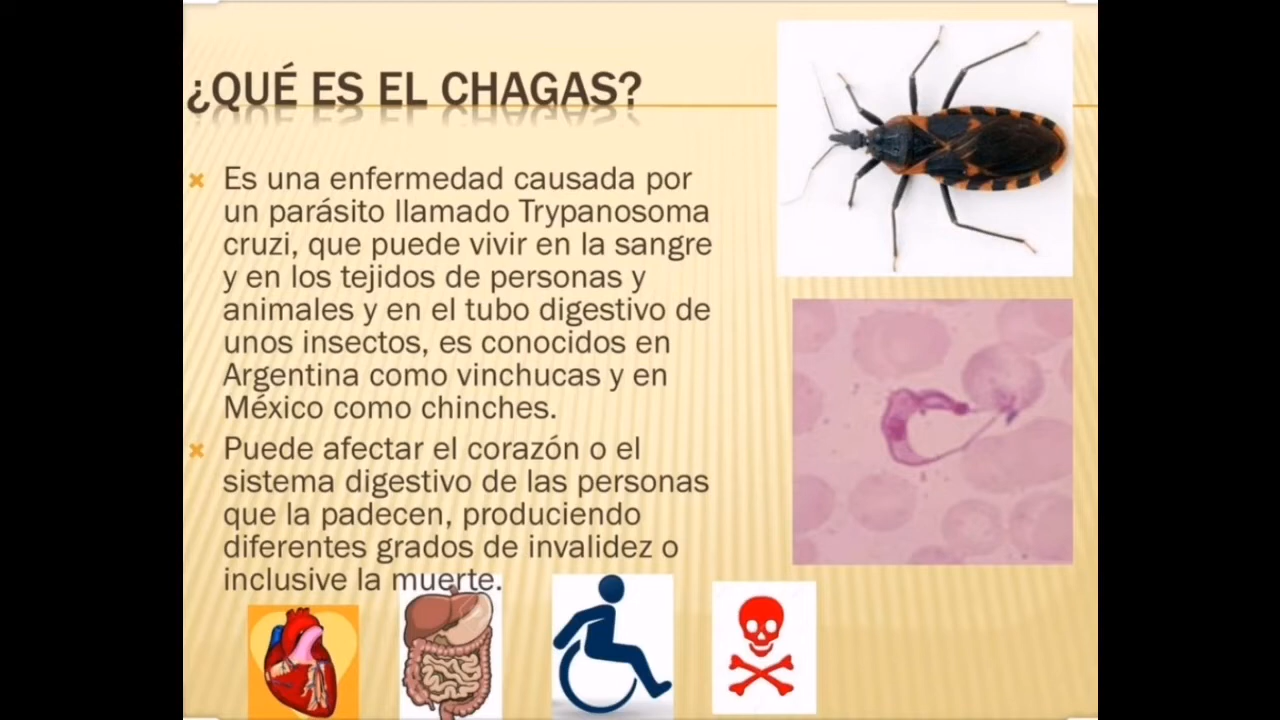 ¿QUÉ ES EL CHAGAS?
Es una enfermedad causada por
un parásito llamado Trypanosoma
cruzi, que puede vivir en la sangre
y en los tejidos de personas y
animales y en el tubo digestivo de
unos insectos, es conocidos en
Argentina como vinchucas y en
México como chinches.
Puede afectar el corazón o el
sistema digestivo de las personas
que la padecen, produciendo
diferentes grados de invalidez o
inclusive la muerte.